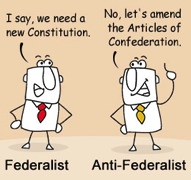 I say, we need a
new Constitution.
No, let's amend
the Articles of
Confederation.
Federalist
Anti-Federalist